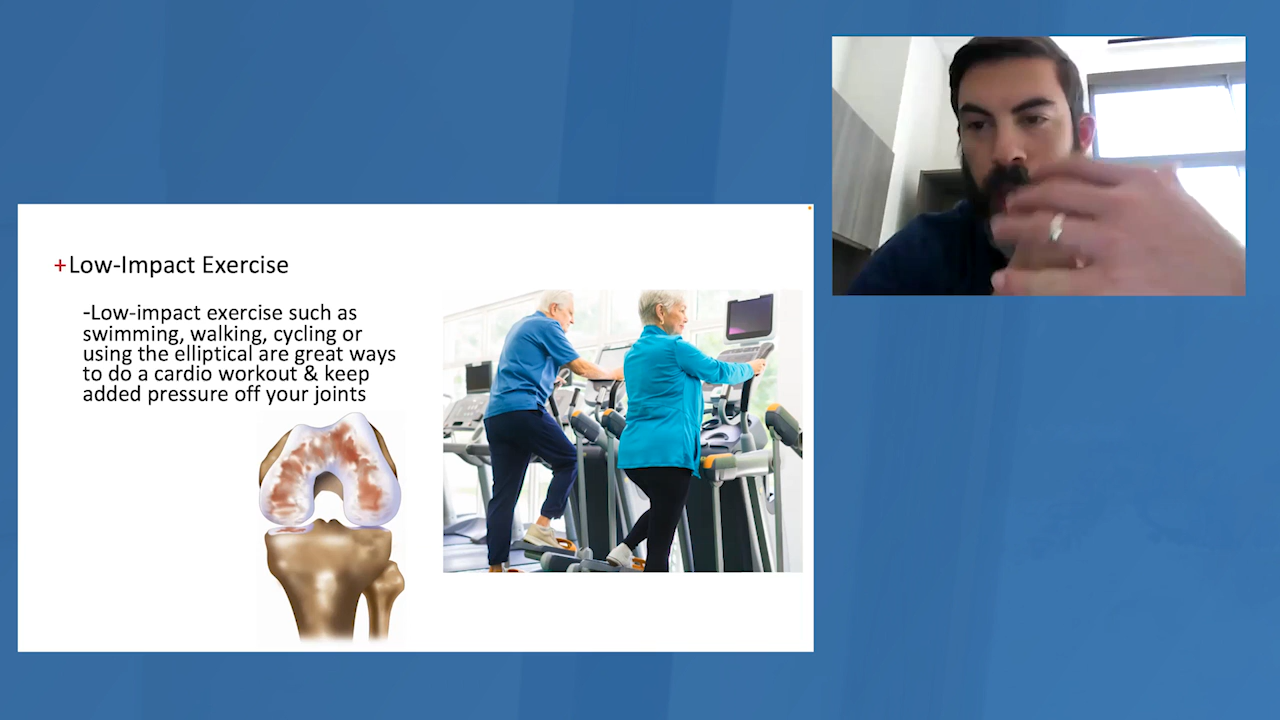 +Low-Impact Exercise
-Low-impact exercise such as
swimming, walking, cycling or
using the elliptical are great ways
to do a cardio workout & keep
added pressure off your joints